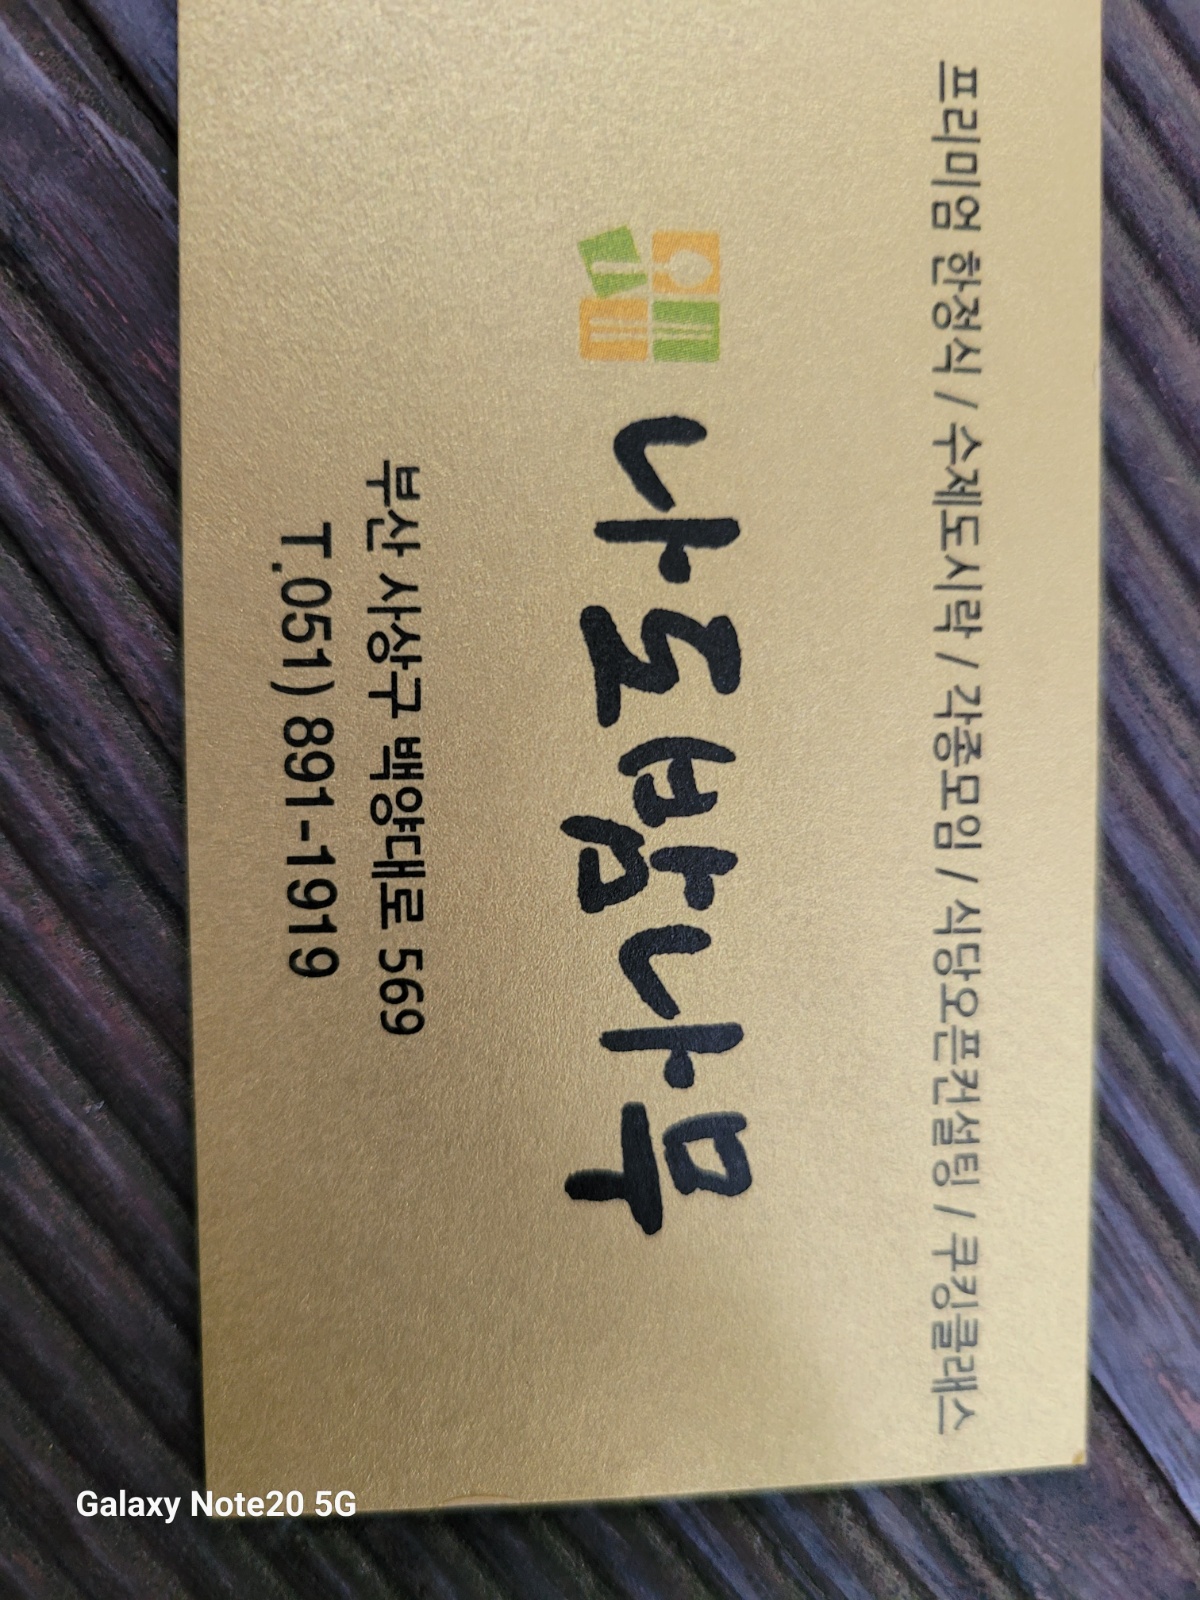 프리미엄 한정식 / 수제도시락 / 각종모임 / 식당오픈컨설팅 / 쿠킹클래스
나도밤나무
부산 사상구 백양대로 569
T.051) 891-1919
Galaxy Note20 5G